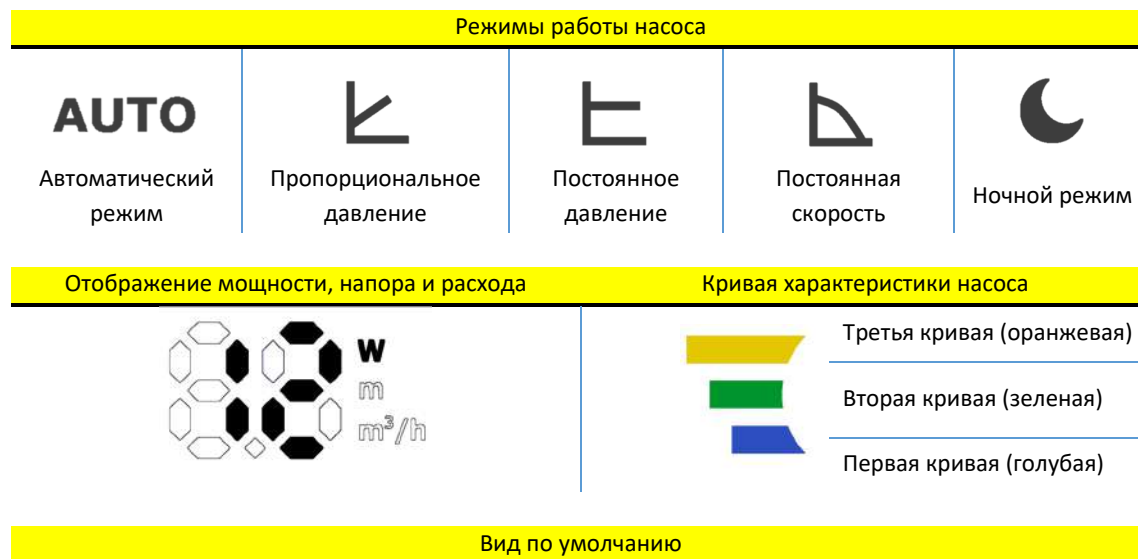 Режимы работы насоса
AUTO
Автоматический
режим
Пропорциональное
давление
Постоянное
давление
Постоянная
скорость
Ночной режим
Отображение мощности, напора и расхода
Кривая характеристики насоса
12
W
m
m³/h
Третья кривая (оранжевая)
Вторая кривая (зеленая)
Первая кривая (голубая)
Вид по умолчанию